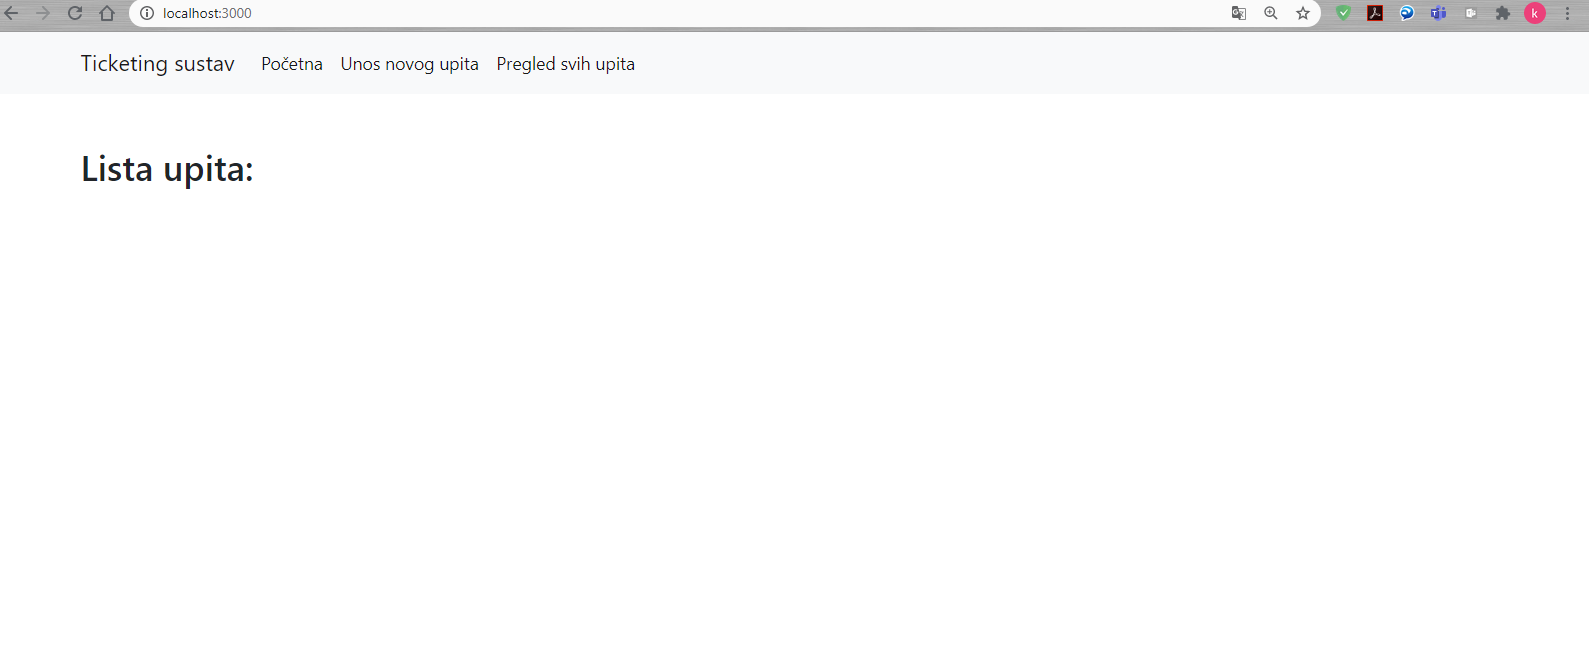 localhost:3000
k
Ticketing sustav Početna Unos novog upita Pregled svih upita
Lista upita: